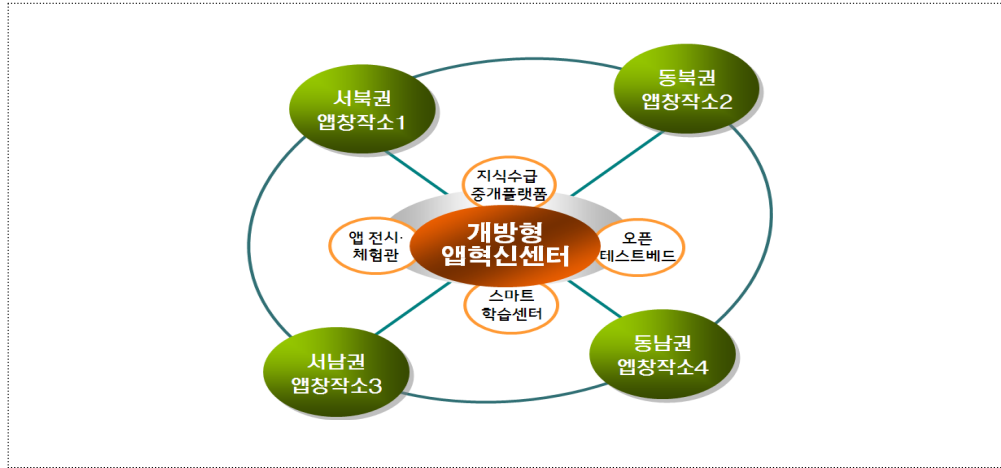 서북권
앱창작소1
동북권
앱창작소2
지식수급
중개플랫폼
앱 전시·
체험관
개방형
앱혁신센터
오픈
테스트베드
스마트
학습센터
서남권
앱창작소3
동남권
앱창작소4